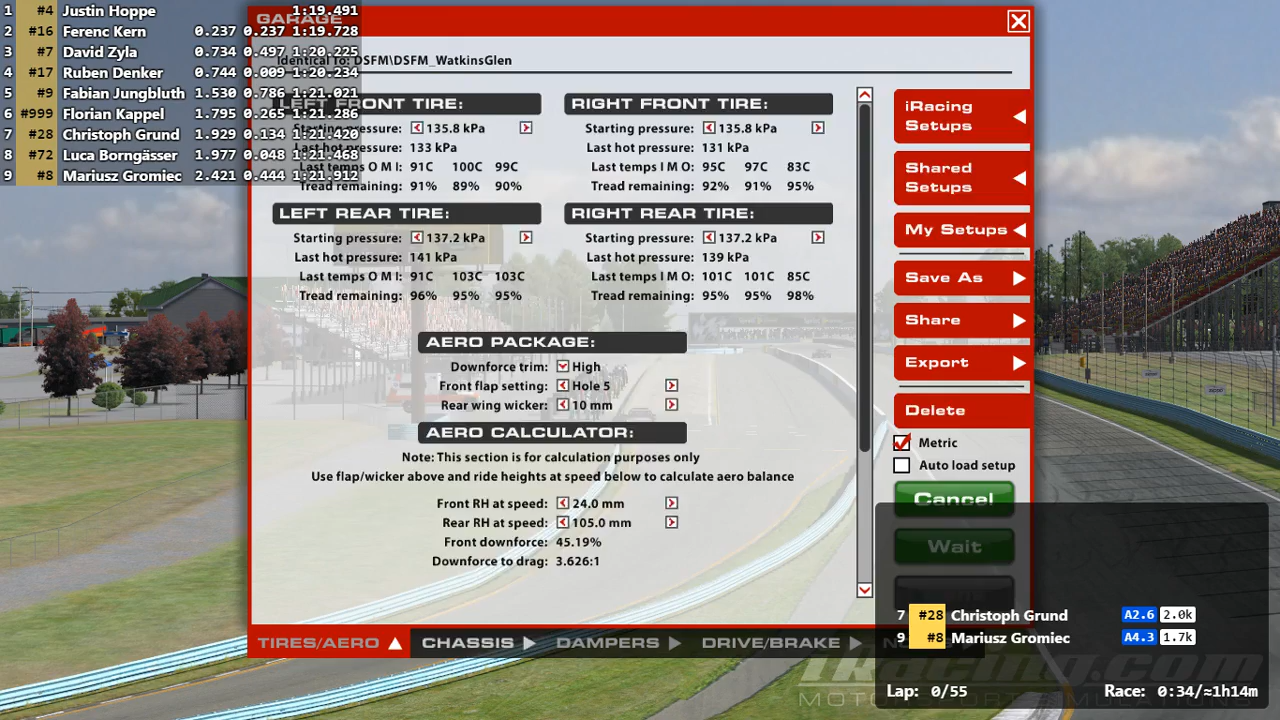 1 #4 Justin Hoppe 1:19.491
2 #16 Ferenc Kern 0.237 0.237 1:19.728
3 #7 David Zyla 0.734 0.497 1:20.225
4 #17 Ruben Denker 0.744 0.009 1:20.234
5 #9 Fabian Jungbluth 1.530 0.786 1:21.021
6 #999 Florian Kappel 1.795 0.265 1:21.286
7 #28 Christoph Grund 1.929 0.134 1:21.420
8 #72 Luca Borngässer 1.977 0.048 1:21.468
9 #8 Mariusz Gromiec 2.421 0.444 1:21.912
GARAGE
Identical to: DSFM\DSFM_WatkinsGlen
LEFT FRONT TIRE:
Starting pressure: 135.8 kPa
Last hot pressure: 133 kPa
Last temps O M I: 91C 100C 99C
Tread remaining: 91% 89% 90%
RIGHT FRONT TIRE:
Starting pressure: 135.8 kPa
Last hot pressure: 131 kPa
Last temps I M O: 95C 97C 83C
Tread remaining: 92% 91% 95%
LEFT REAR TIRE:
Starting pressure: 137.2 kPa
Last hot pressure: 141 kPa
Last temps O M I: 91C 103C 103C
Tread remaining: 96% 95% 95%
RIGHT REAR TIRE:
Starting pressure: 137.2 kPa
Last hot pressure: 139 kPa
Last temps I M O: 101C 101C 85C
Tread remaining: 95% 95% 98%
AERO PACKAGE:
Downforce trim: High
Front flap setting: Hole 5
Rear wing wicker: 10 mm
AERO CALCULATOR:
Note: This section is for calculation purposes only
Use flap/wicker above and ride heights at speed below to calculate aero balance
Front RH at speed: 24.0 mm
Rear RH at speed: 105.0 mm
Front downforce: 45.19%
Downforce to drag: 3.626:1
TIRES/AERO CHASSIS DAMPERS DRIVE/BRAKE
iRacing
Setups
Shared
Setups
My Setups
Save As
Share
Export
Delete
Metric
Auto load setup
Cancel
Wait
7 #28 Christoph Grund A2.6 2.0k
9 #8 Mariusz Gromiec A4.3 1.7k
iRacing.com
MOTORSPORT SIMULATIONS
Lap: 0/55 Race: 0:34/≈1h14m